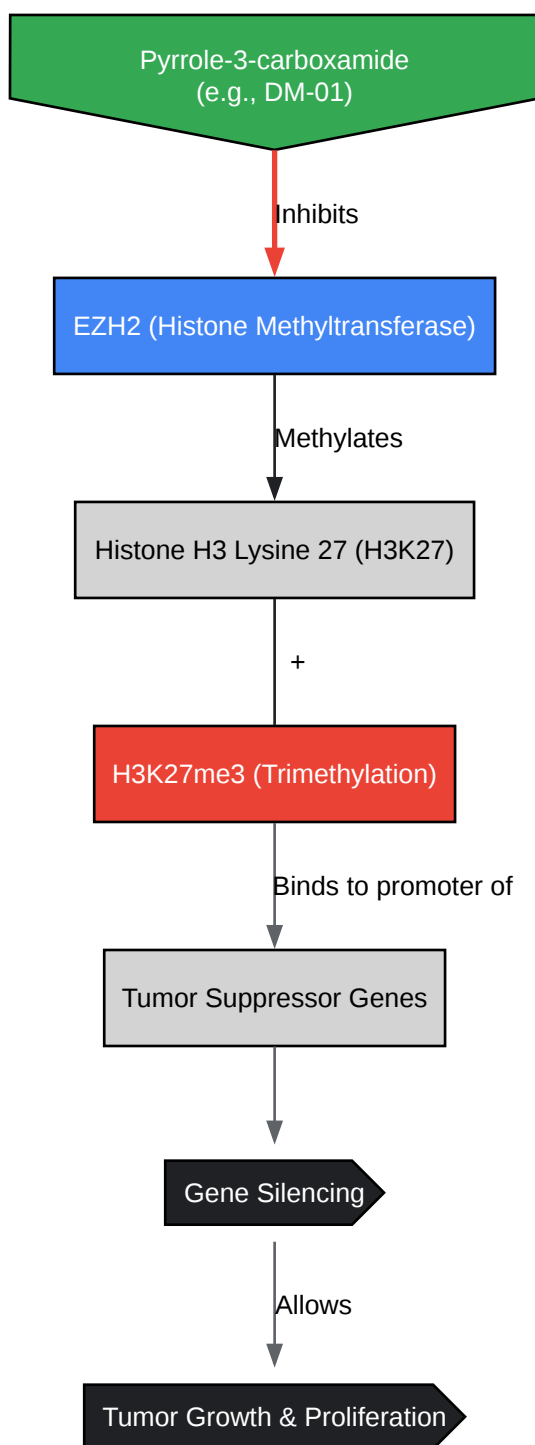 Pyrrole-3-carboxamide
(e.g., DM-01)
Inhibits
EZH2 (Histone Methyltransferase)
Methylates
Histone H3 Lysine 27 (H3K27)
+
H3K27me3 (Trimethylation)
Binds to promoter of
Tumor Suppressor Genes
Gene Silencing
Allows
Tumor Growth & Proliferation